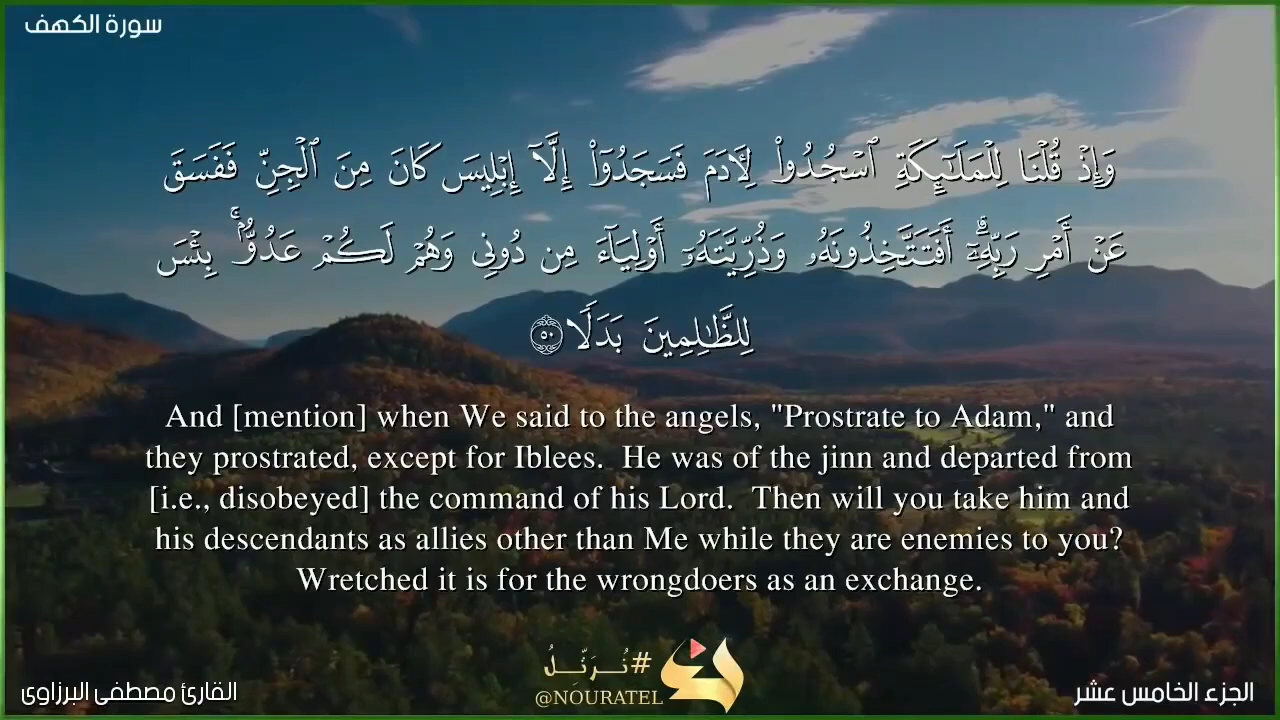 سورة الكهف
وَإِذۡ قُلۡنَا لِلۡمَلَٰٓئِكَةِ ٱسۡجُدُواْ لِأٓدَمَ فَسَجَدُوٓاْ إِلَّآ إِبۡلِيسَ كَانَ مِنَ ٱلۡجِنِّ فَفَسَقَ
عَنۡ أَمۡرِ رَبِّهِۦٓۗ أَفَتَتَّخِذُونَهُۥ وَذُرِّيَّتَهُۥٓ أَوۡلِيَآءَ مِن دُونِي وَهُمۡ لَكُمۡ عَدُوُّۢۚ بِئۡسَ
لِلظَّٰلِمِينَ بَدَلٗا ٥٠
And [mention] when We said to the angels, "Prostrate to Adam," and
they prostrated, except for Iblees.  He was of the jinn and departed from
[i.e., disobeyed] the command of his Lord.  Then will you take him and
his descendants as allies other than Me while they are enemies to you?
Wretched it is for the wrongdoers as an exchange.
#نُرَتِّلُ
@NOURATEL
القارئ مصطفى البرزاوى
الجزء الخامس عشر